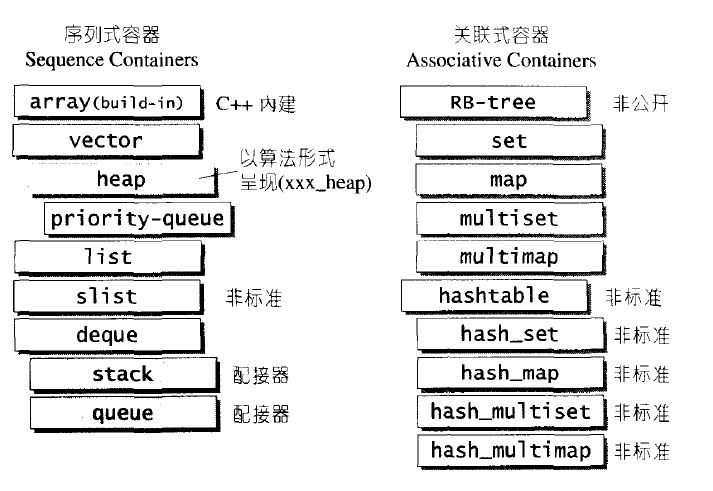 序列式容器
Sequence Containers
array(build-in)
C++ 内建
vector
heap
以算法形式
呈现(xxx_heap)
priority-queue
list
slist
非标准
deque
stack
配接器
queue
配接器
关联式容器
Associative Containers
RB-tree
非公开
set
map
multiset
multimap
hashtable
非标准
hash_set
非标准
hash_map
非标准
hash_multiset
非标准
hash_multimap
非标准